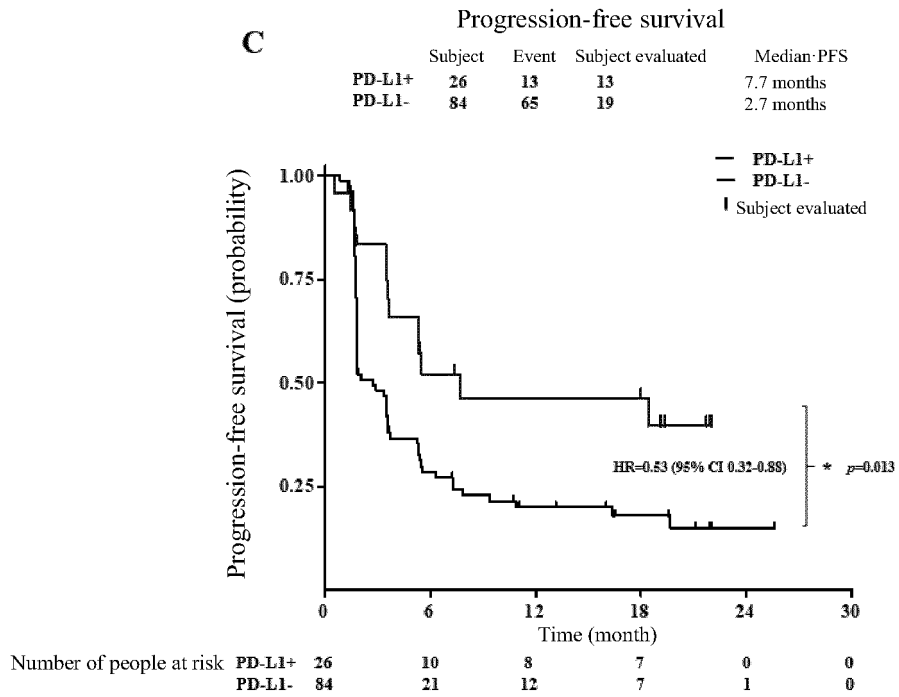 Progression-free survival
C
Subject Event Subject evaluated Median·PFS
PD-L1+ 26 13 13 7.7 months
PD-L1- 84 65 19 2.7 months
PD-L1+
PD-L1-
Subject evaluated
Progression-free survival (probability)
1.00
0.75
0.50
0.25
HR=0.53 (95% CI 0.32-0.88) * p=0.013
0 6 12 18 24 30
Time (month)
Number of people at risk PD-L1+ 26 10 8 7 0 0
PD-L1- 84 21 12 7 1 0